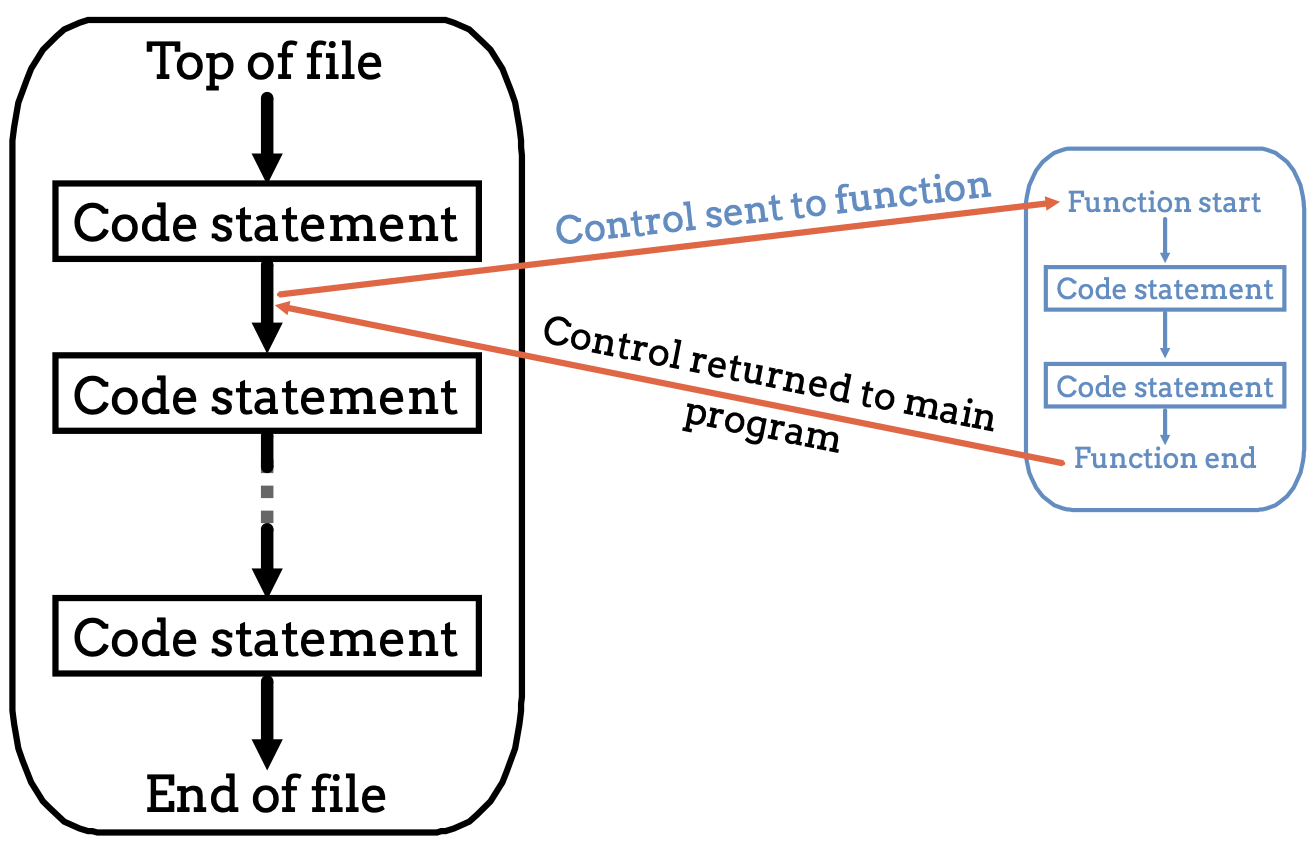 Top of file
Code statement
Code statement
Code statement
End of file
Control sent to function
Control returned to main
program
Function start
Code statement
Code statement
Function end